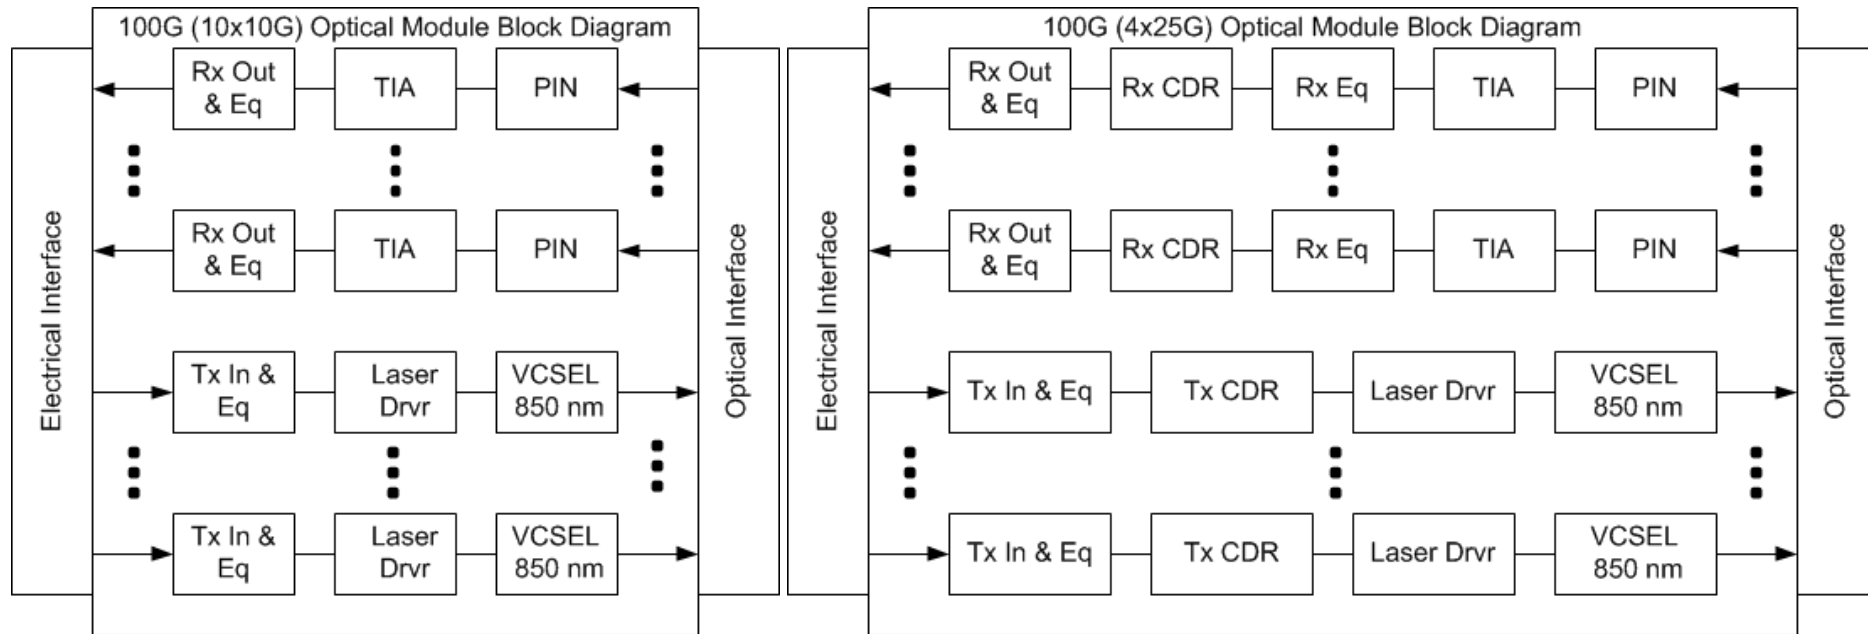 100G (10x10G) Optical Module Block Diagram
Electrical Interface
Rx Out
& Eq
TIA
PIN
Rx Out
& Eq
TIA
PIN
Tx In &
Eq
Laser
Drvr
VCSEL
850 nm
Tx In &
Eq
Laser
Drvr
VCSEL
850 nm
Optical Interface
100G (4x25G) Optical Module Block Diagram
Electrical Interface
Rx Out
& Eq
Rx CDR
Rx Eq
TIA
PIN
Rx Out
& Eq
Rx CDR
Rx Eq
TIA
PIN
Tx In & Eq
Tx CDR
Laser Drvr
VCSEL
850 nm
Tx In & Eq
Tx CDR
Laser Drvr
VCSEL
850 nm
Optical Interface